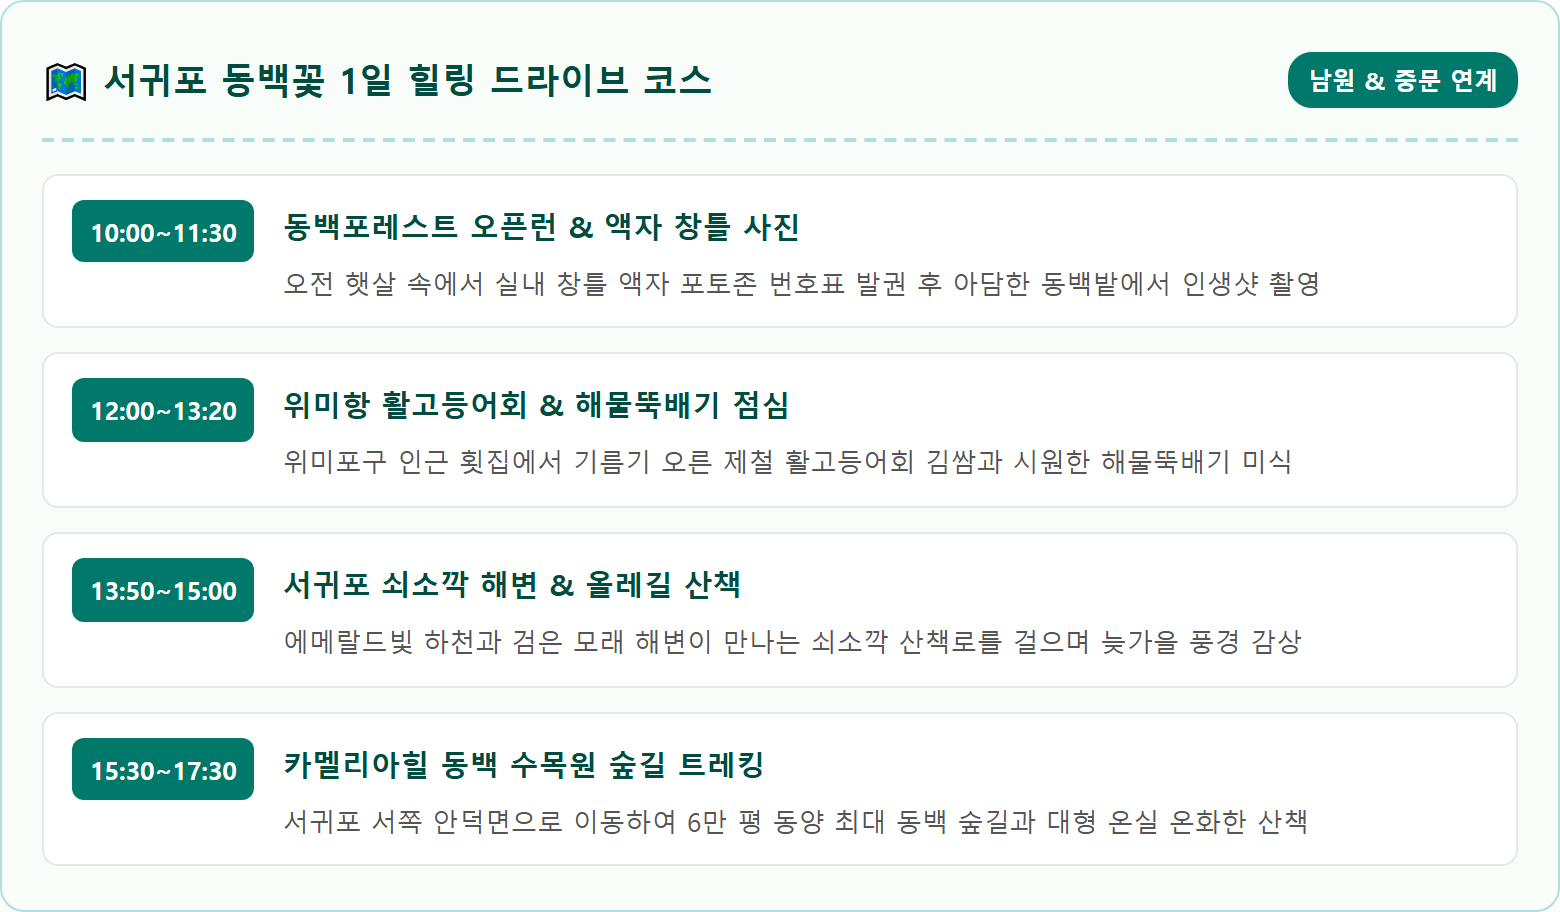 서귀포 동백꽃 1일 힐링 드라이브 코스
남원 & 중문 연계
10:00~11:30
동백포레스트 오픈런 & 액자 창틀 사진
오전 햇살 속에서 실내 창틀 액자 포토존 번호표 발권 후 아담한 동백밭에서 인생샷 촬영
12:00~13:20
위미항 활고등어회 & 해물뚝배기 점심
위미포구 인근 횟집에서 기름기 오른 제철 활고등어회 김쌈과 시원한 해물뚝배기 미식
13:50~15:00
서귀포 쇠소깍 해변 & 올레길 산책
에메랄드빛 하천과 검은 모래 해변이 만나는 쇠소깍 산책로를 걸으며 늦가을 풍경 감상
15:30~17:30
카멜리아힐 동백 수목원 숲길 트레킹
서귀포 서쪽 안덕면으로 이동하여 6만 평 동양 최대 동백 숲길과 대형 온실 온화한 산책